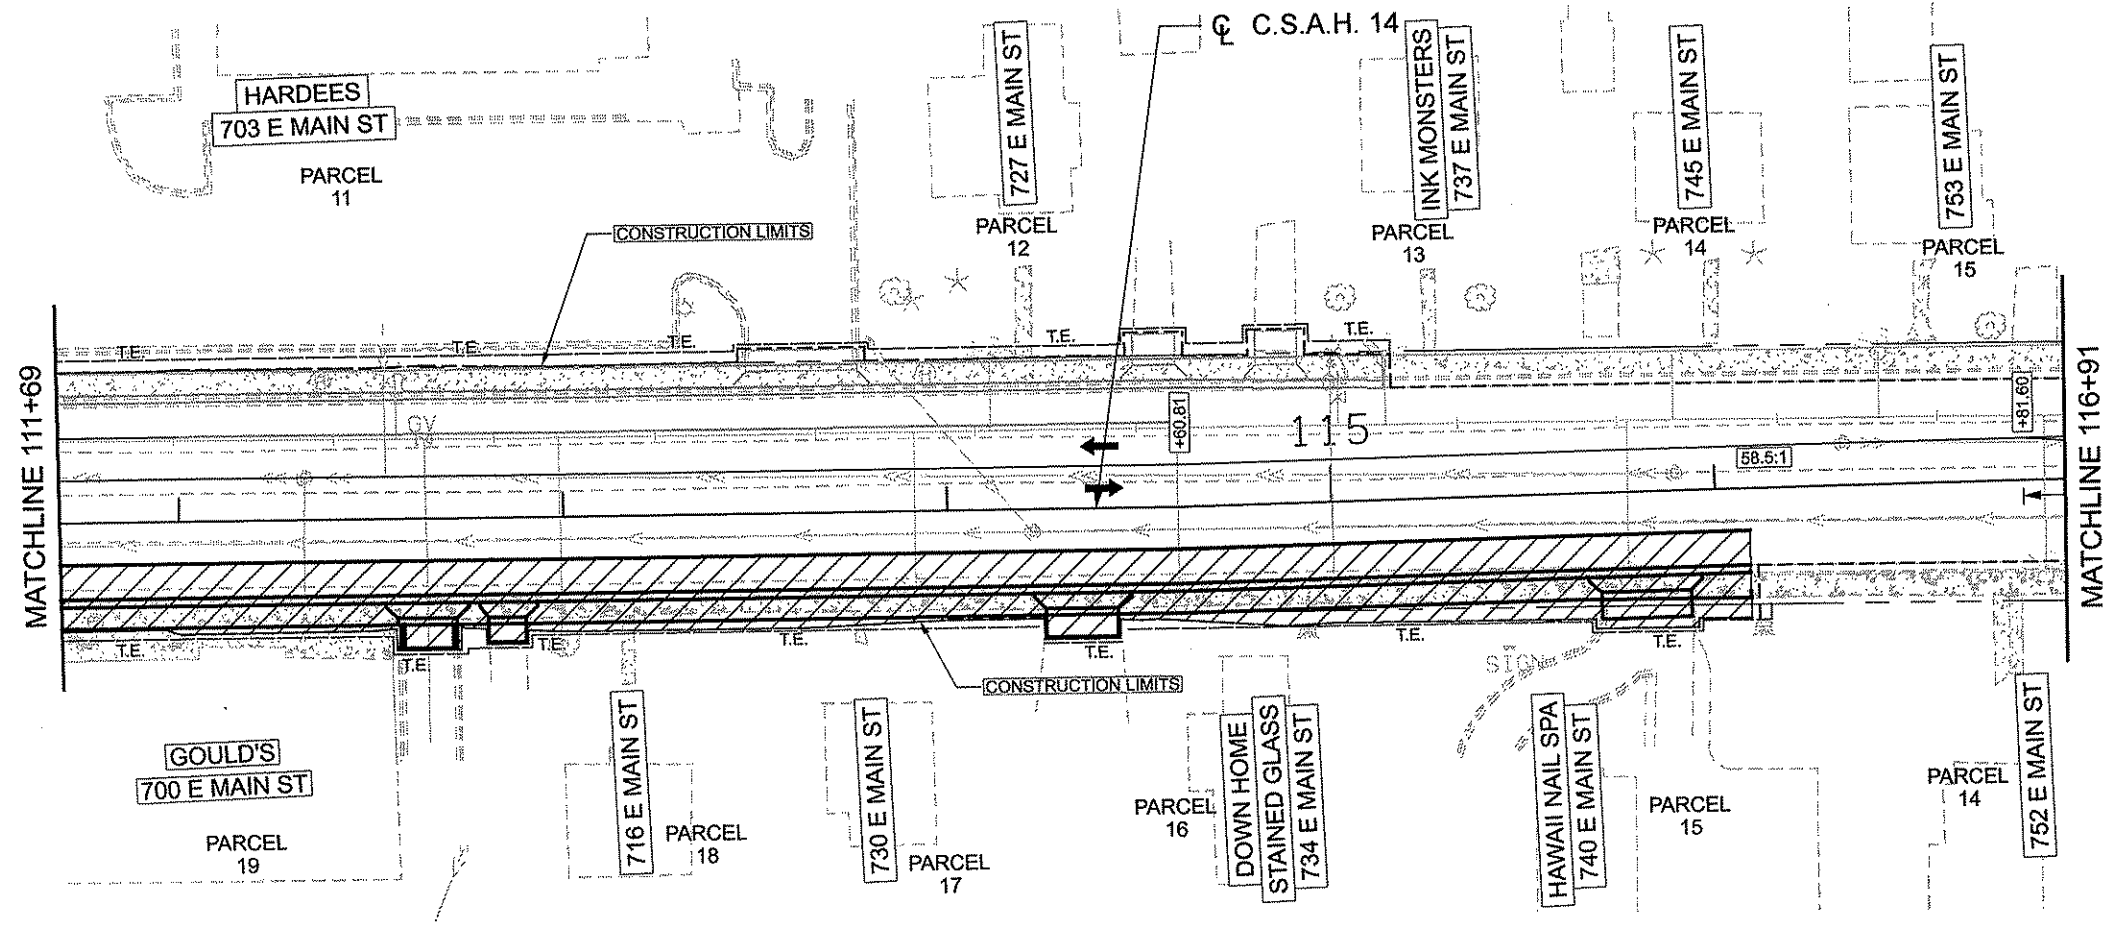 ℄ C.S.A.H. 14
HARDEES
703 E MAIN ST
PARCEL
11
CONSTRUCTION LIMITS
727 E MAIN ST
PARCEL
12
INK MONSTERS
737 E MAIN ST
PARCEL
13
745 E MAIN ST
PARCEL
14
753 E MAIN ST
PARCEL
15
T.E.
T.E.
T.E.
T.E.
T.E.
MATCHLINE 111+69
GV
+60.81
115
58.5:1
+81.60
MATCHLINE 116+91
T.E.
T.E.
T.E.
T.E.
T.E.
T.E.
T.E.
SIGN
CONSTRUCTION LIMITS
GOULD'S
700 E MAIN ST
PARCEL
19
716 E MAIN ST
PARCEL
18
730 E MAIN ST
PARCEL
17
PARCEL
16
DOWN HOME
STAINED GLASS
734 E MAIN ST
HAWAII NAIL SPA
740 E MAIN ST
PARCEL
15
PARCEL
14
752 E MAIN ST